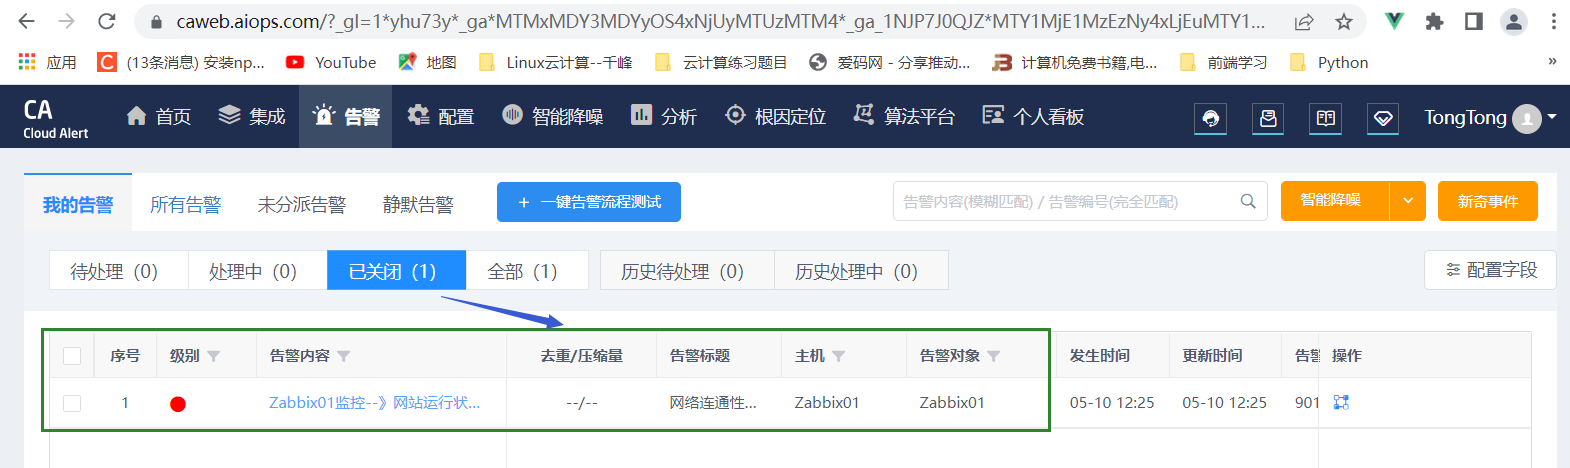 caweb.aiops.com/?_gl=1*yhu73y*_ga*MTMxMDY3MDYyOS4xNjUyMTUzMTM4*_ga_1NJP7J0QJZ*MTY1MjE1MzEzNy4xLjEuMTY1...
应用 (13条消息) 安装np... YouTube 地图 Linux云计算--千峰 云计算练习题目 爱码网 - 分享推动... 计算机免费书籍,电... 前端学习 Python »
CA
Cloud Alert
首页 集成 告警 配置 智能降噪 分析 根因定位 算法平台 个人看板 TongTong
我的告警 所有告警 未分派告警 静默告警 + 一键告警流程测试 告警内容(模糊匹配) / 告警编号(完全匹配) 智能降噪 新奇事件
待处理 (0) 处理中 (0) 已关闭 (1) 全部 (1) 历史待处理 (0) 历史处理中 (0) 配置字段
序号 级别 告警内容 去重/压缩量 告警标题 主机 告警对象 发生时间 更新时间 告警 操作
1 Zabbix01监控--》网站运行状... --/-- 网络连通性... Zabbix01 Zabbix01 05-10 12:25 05-10 12:25 901